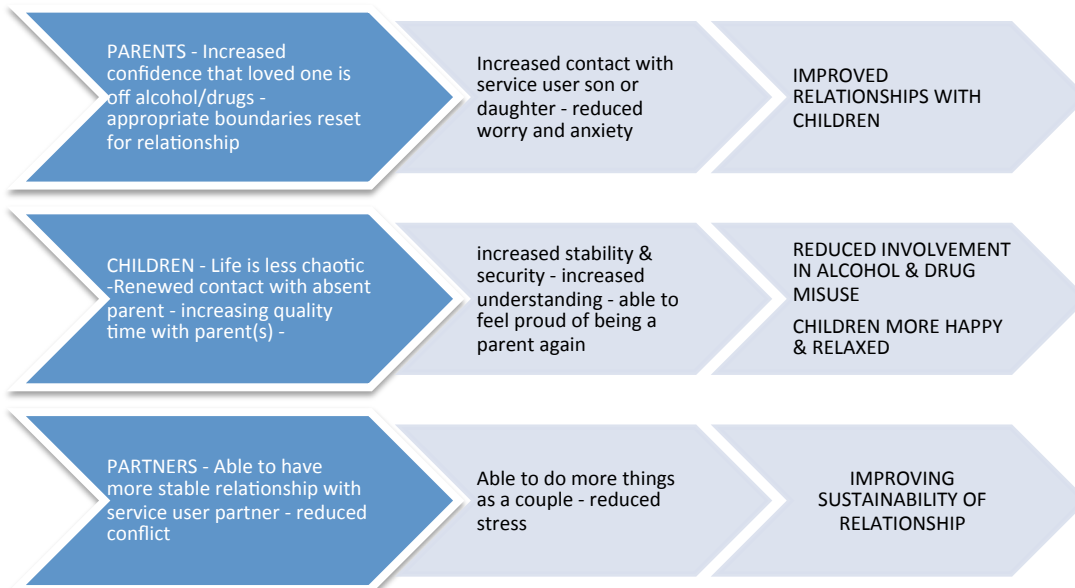 PARENTS - Increased
confidence that loved one is
off alcohol/drugs -
appropriate boundaries reset
for relationship
Increased contact with
service user son or
daughter - reduced
worry and anxiety
IMPROVED
RELATIONSHIPS WITH
CHILDREN
CHILDREN - Life is less chaotic
-Renewed contact with absent
parent - increasing quality
time with parent(s) -
increased stability &
security - increased
understanding - able to
feel proud of being a
parent again
REDUCED INVOLVEMENT
IN ALCOHOL & DRUG
MISUSE
CHILDREN MORE HAPPY
& RELAXED
PARTNERS - Able to have
more stable relationship with
service user partner - reduced
conflict
Able to do more things
as a couple - reduced
stress
IMPROVING
SUSTAINABILITY OF
RELATIONSHIP